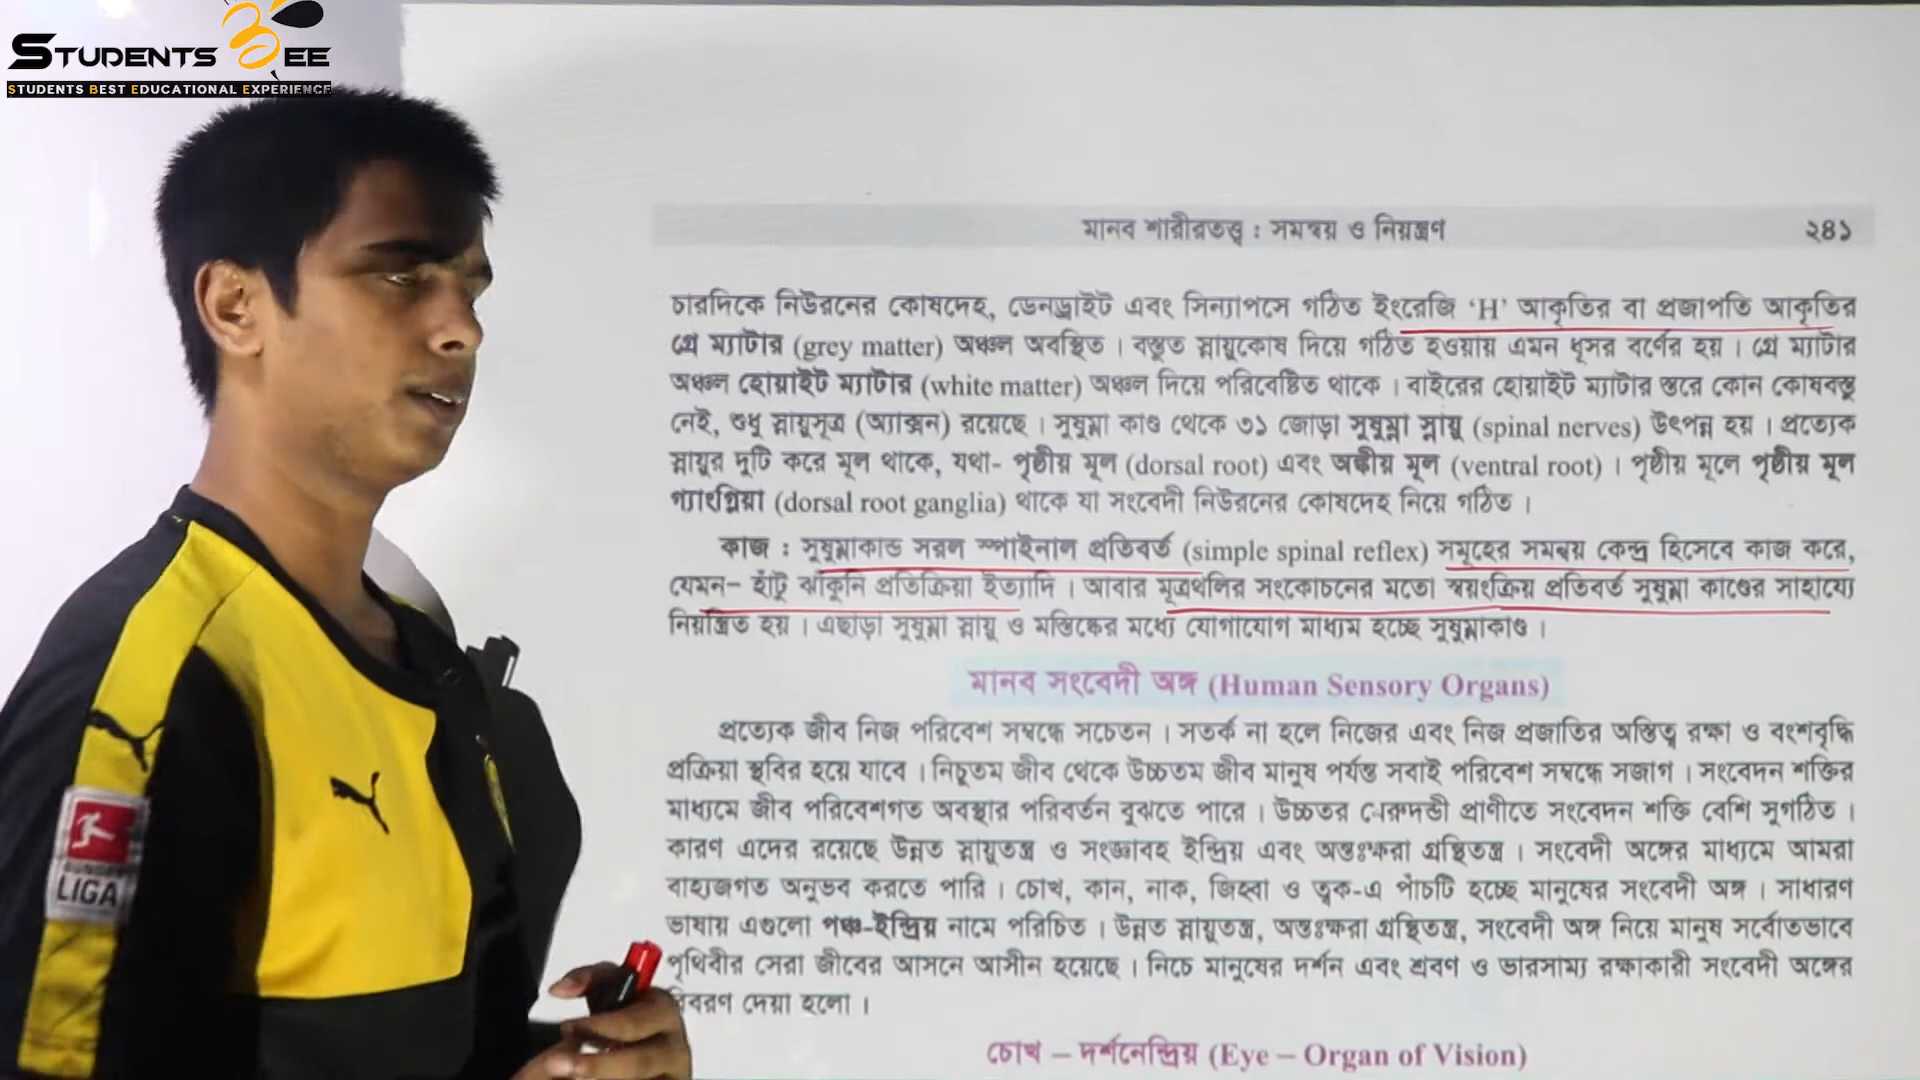 STUDENTS BEE
STUDENTS BEST EDUCATIONAL EXPERIENCE
মানব শারীরতত্ত্ব : সমন্বয় ও নিয়ন্ত্রণ ২৪১
চারদিকে নিউরনের কোষদেহ, ডেনড্রাইট এবং সিন্যাপসে গঠিত ইংরেজি ‘H’ আকৃতির বা প্রজাপতি আকৃতির
গ্রে ম্যাটার (grey matter) অঞ্চল অবস্থিত । বস্তুত স্নায়ুকোষ দিয়ে গঠিত হওয়ায় এমন ধূসর বর্ণের হয় । গ্রে ম্যাটার
অঞ্চল হোয়াইট ম্যাটার (white matter) অঞ্চল দিয়ে পরিবেষ্টিত থাকে । বাইরের হোয়াইট ম্যাটার স্তরে কোন কোষবস্তু
নেই, শুধু স্নায়ুসূত্র (অ্যাক্সন) রয়েছে । সুষুম্না কাণ্ড থেকে ৩১ জোড়া সুষুম্না স্নায়ু (spinal nerves) উৎপন্ন হয় । প্রত্যেক
স্নায়ুর দুটি করে মূল থাকে, যথা- পৃষ্ঠীয় মূল (dorsal root) এবং অঙ্কীয় মূল (ventral root) । পৃষ্ঠীয় মূলে পৃষ্ঠীয় মূল
গ্যাংগ্লিয়া (dorsal root ganglia) থাকে যা সংবেদী নিউরনের কোষদেহ নিয়ে গঠিত ।
কাজ : সুষুম্নাকান্ড সরল স্পাইনাল প্রতিবর্ত (simple spinal reflex) সমূহের সমন্বয় কেন্দ্র হিসেবে কাজ করে,
যেমন– হাঁটু ঝাঁকুনি প্রতিক্রিয়া ইত্যাদি । আবার মূত্রথলির সংকোচনের মতো স্বয়ংক্রিয় প্রতিবর্ত সুষুম্না কাণ্ডের সাহায্যে
নিয়ন্ত্রিত হয় । এছাড়া সুষুম্না স্নায়ু ও মস্তিষ্কের মধ্যে যোগাযোগ মাধ্যম হচ্ছে সুষুম্নাকাণ্ড ।
মানব সংবেদী অঙ্গ (Human Sensory Organs)
প্রত্যেক জীব নিজ পরিবেশ সম্বন্ধে সচেতন । সতর্ক না হলে নিজের এবং নিজ প্রজাতির অস্তিত্ব রক্ষা ও বংশবৃদ্ধি
প্রক্রিয়া স্থবির হয়ে যাবে । নিচুতম জীব থেকে উচ্চতম জীব মানুষ পর্যন্ত সবাই পরিবেশ সম্বন্ধে সজাগ । সংবেদন শক্তির
মাধ্যমে জীব পরিবেশগত অবস্থার পরিবর্তন বুঝতে পারে । উচ্চতর মেরুদন্ডী প্রাণীতে সংবেদন শক্তি বেশি সুগঠিত ।
কারণ এদের রয়েছে উন্নত স্নায়ুতন্ত্র ও সংজ্ঞাবহ ইন্দ্রিয় এবং অন্তঃক্ষরা গ্রন্থিতন্ত্র । সংবেদী অঙ্গের মাধ্যমে আমরা
বাহ্যজগত অনুভব করতে পারি । চোখ, কান, নাক, জিহ্বা ও ত্বক-এ পাঁচটি হচ্ছে মানুষের সংবেদী অঙ্গ । সাধারণ
ভাষায় এগুলো পঞ্চ-ইন্দ্রিয় নামে পরিচিত । উন্নত স্নায়ুতন্ত্র, অন্তঃক্ষরা গ্রন্থিতন্ত্র, সংবেদী অঙ্গ নিয়ে মানুষ সর্বোতভাবে
পৃথিবীর সেরা জীবের আসনে আসীন হয়েছে । নিচে মানুষের দর্শন এবং শ্রবণ ও ভারসাম্য রক্ষাকারী সংবেদী অঙ্গের
বিবরণ দেয়া হলো ।
চোখ – দর্শনেন্দ্রিয় (Eye – Organ of Vision)
LIGA